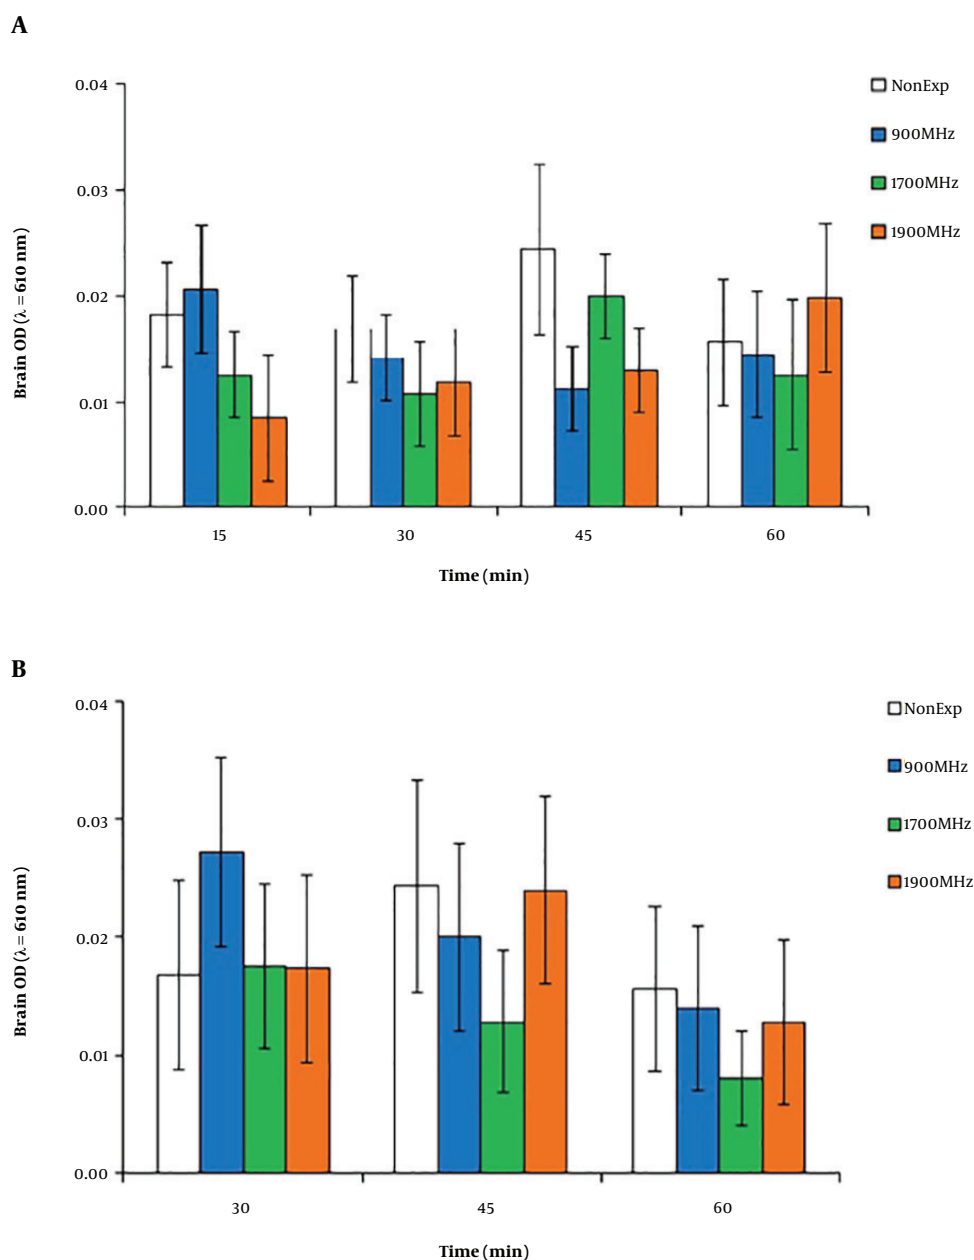 A
0.04
0.03
0.02
0.01
0.00
Brain OD (λ = 610 nm)
15 30 45 60
Time (min)
NonExp
900MHz
1700MHz
1900MHz
B
0.04
0.03
0.02
0.01
0.00
Brain OD (λ = 610 nm)
30 45 60
Time (min)
NonExp
900MHz
1700MHz
1900MHz